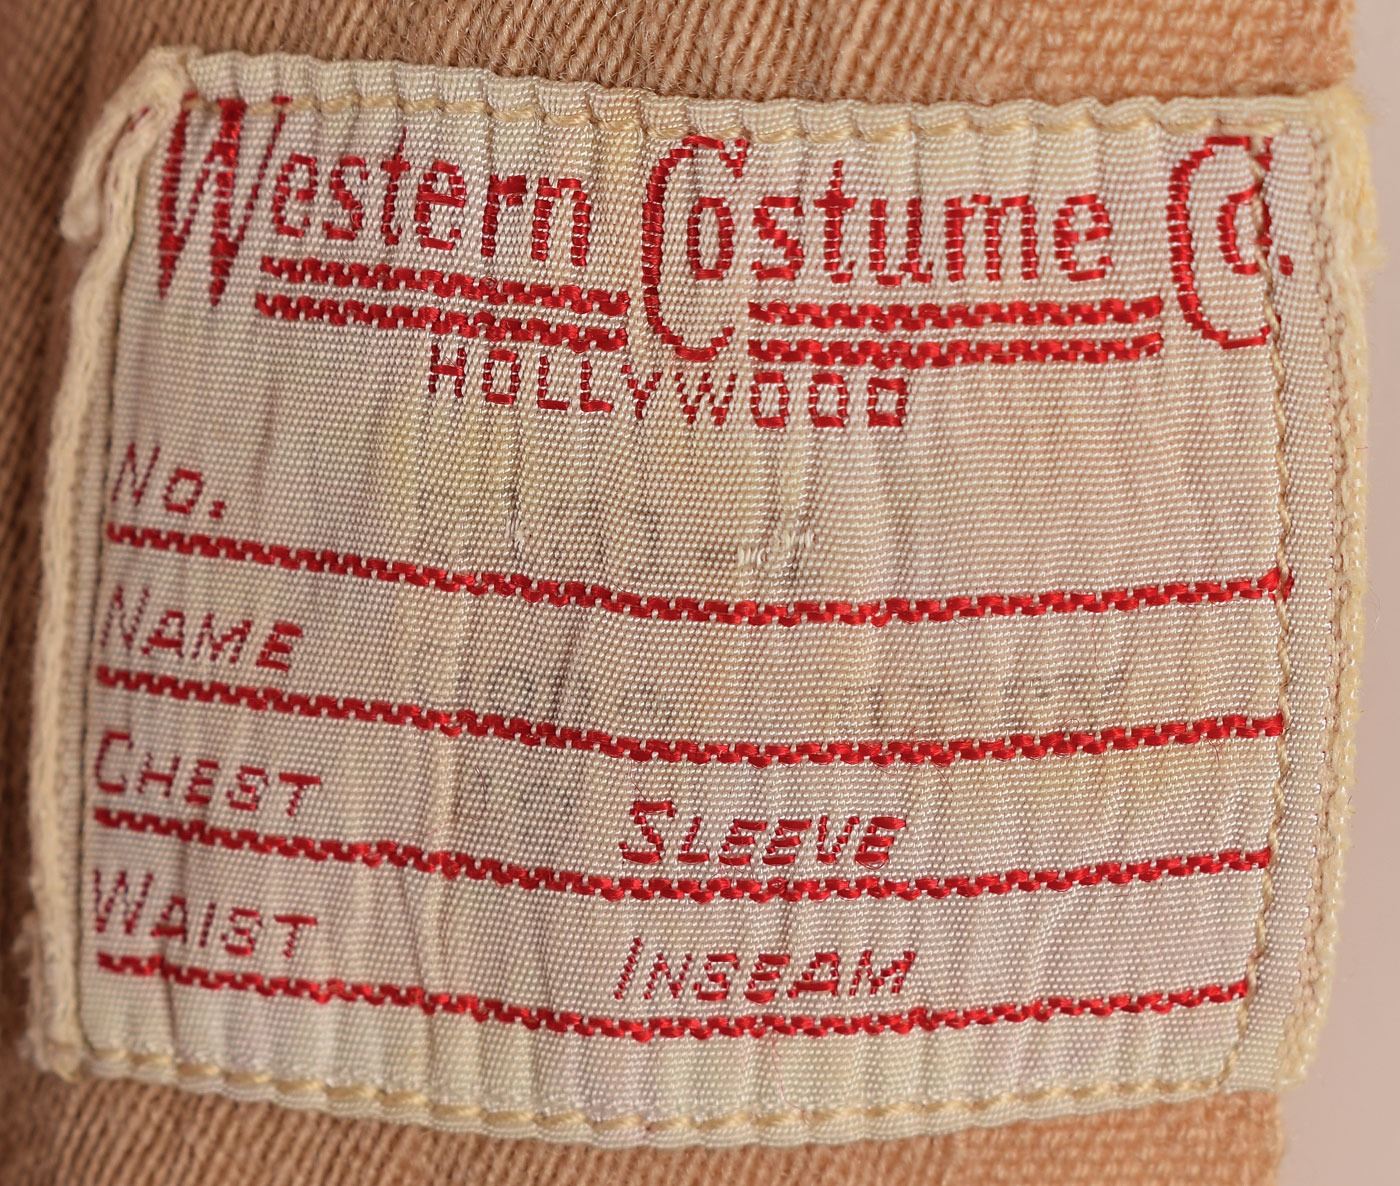 Western Costume Co.
HOLLYWOOD
No.
NAME
CHEST SLEEVE
WAIST INSEAM